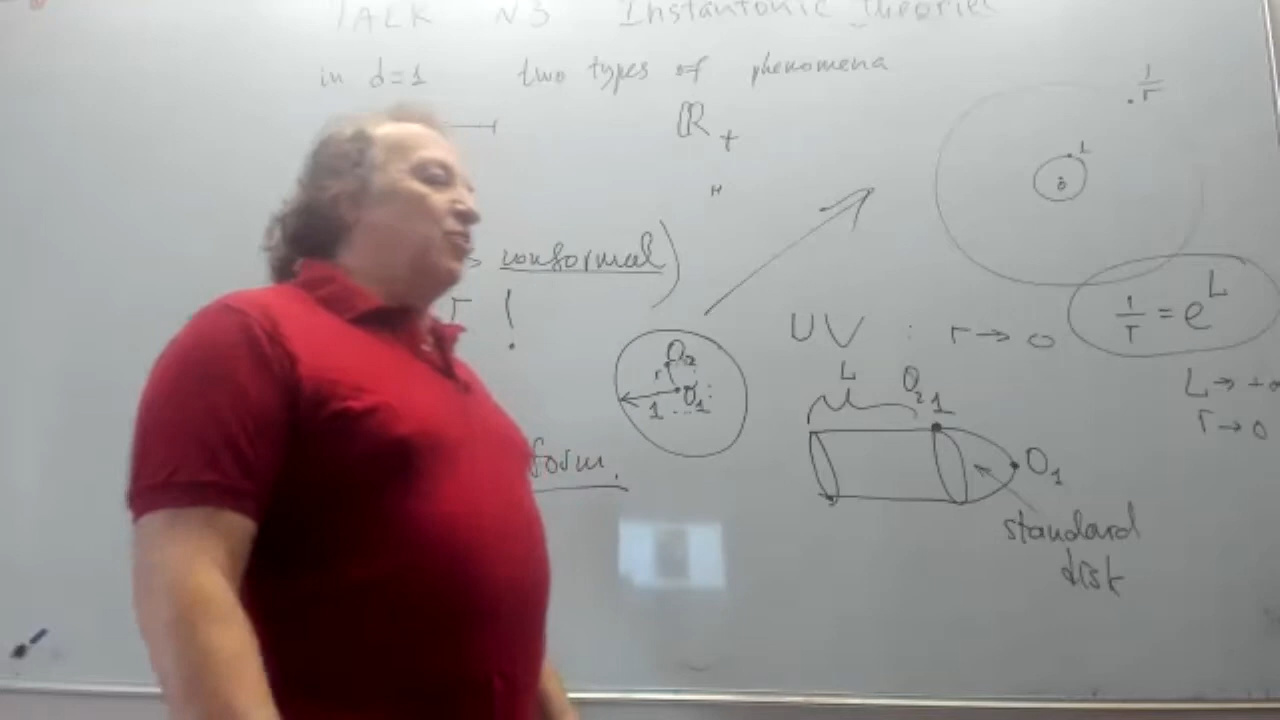 TALK N3 Instantonic Theories
in d=1 two types of phenomena
ℝ₊
conformal)
r !
form.
1
0
1/r
1/r = e^L
UV : r → 0
L → +∞
r → 0
O₂
r
O₁
1
L
O₂ 1
O₁
standard
disk